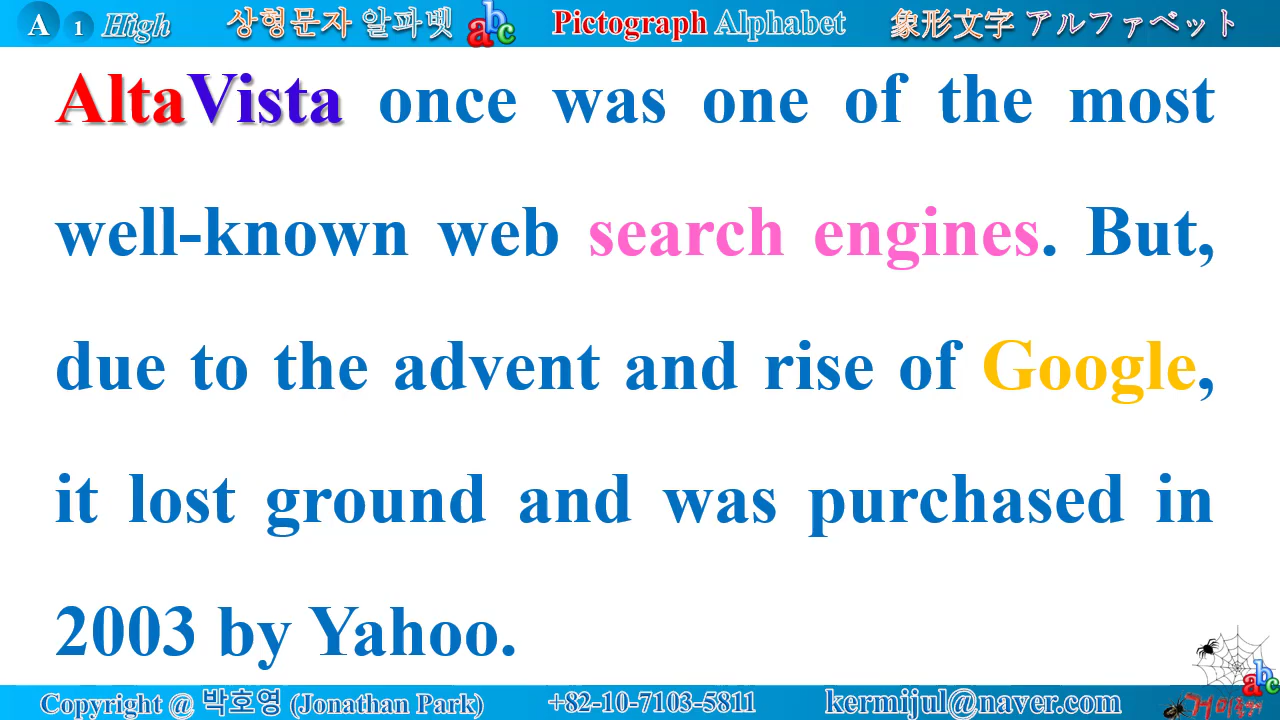 A 1 High 상형문자 알파벳 abc Pictograph Alphabet 象形文字 アルファベット
AltaVista once was one of the most
well-known web search engines. But,
due to the advent and rise of Google,
it lost ground and was purchased in
2003 by Yahoo.
abc
Copyright @ 박호영 (Jonathan Park) +82-10-7103-5811 kermijul@naver.com